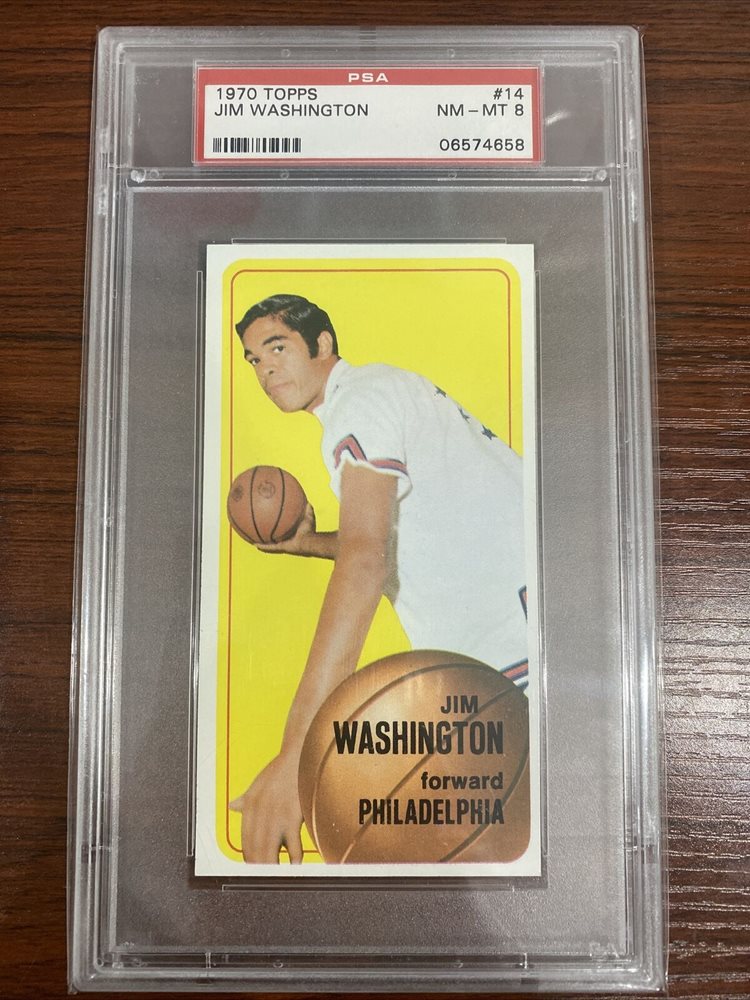 PSA
1970 TOPPS #14
JIM WASHINGTON NM - MT 8
06574658
JIM
WASHINGTON
forward
PHILADELPHIA